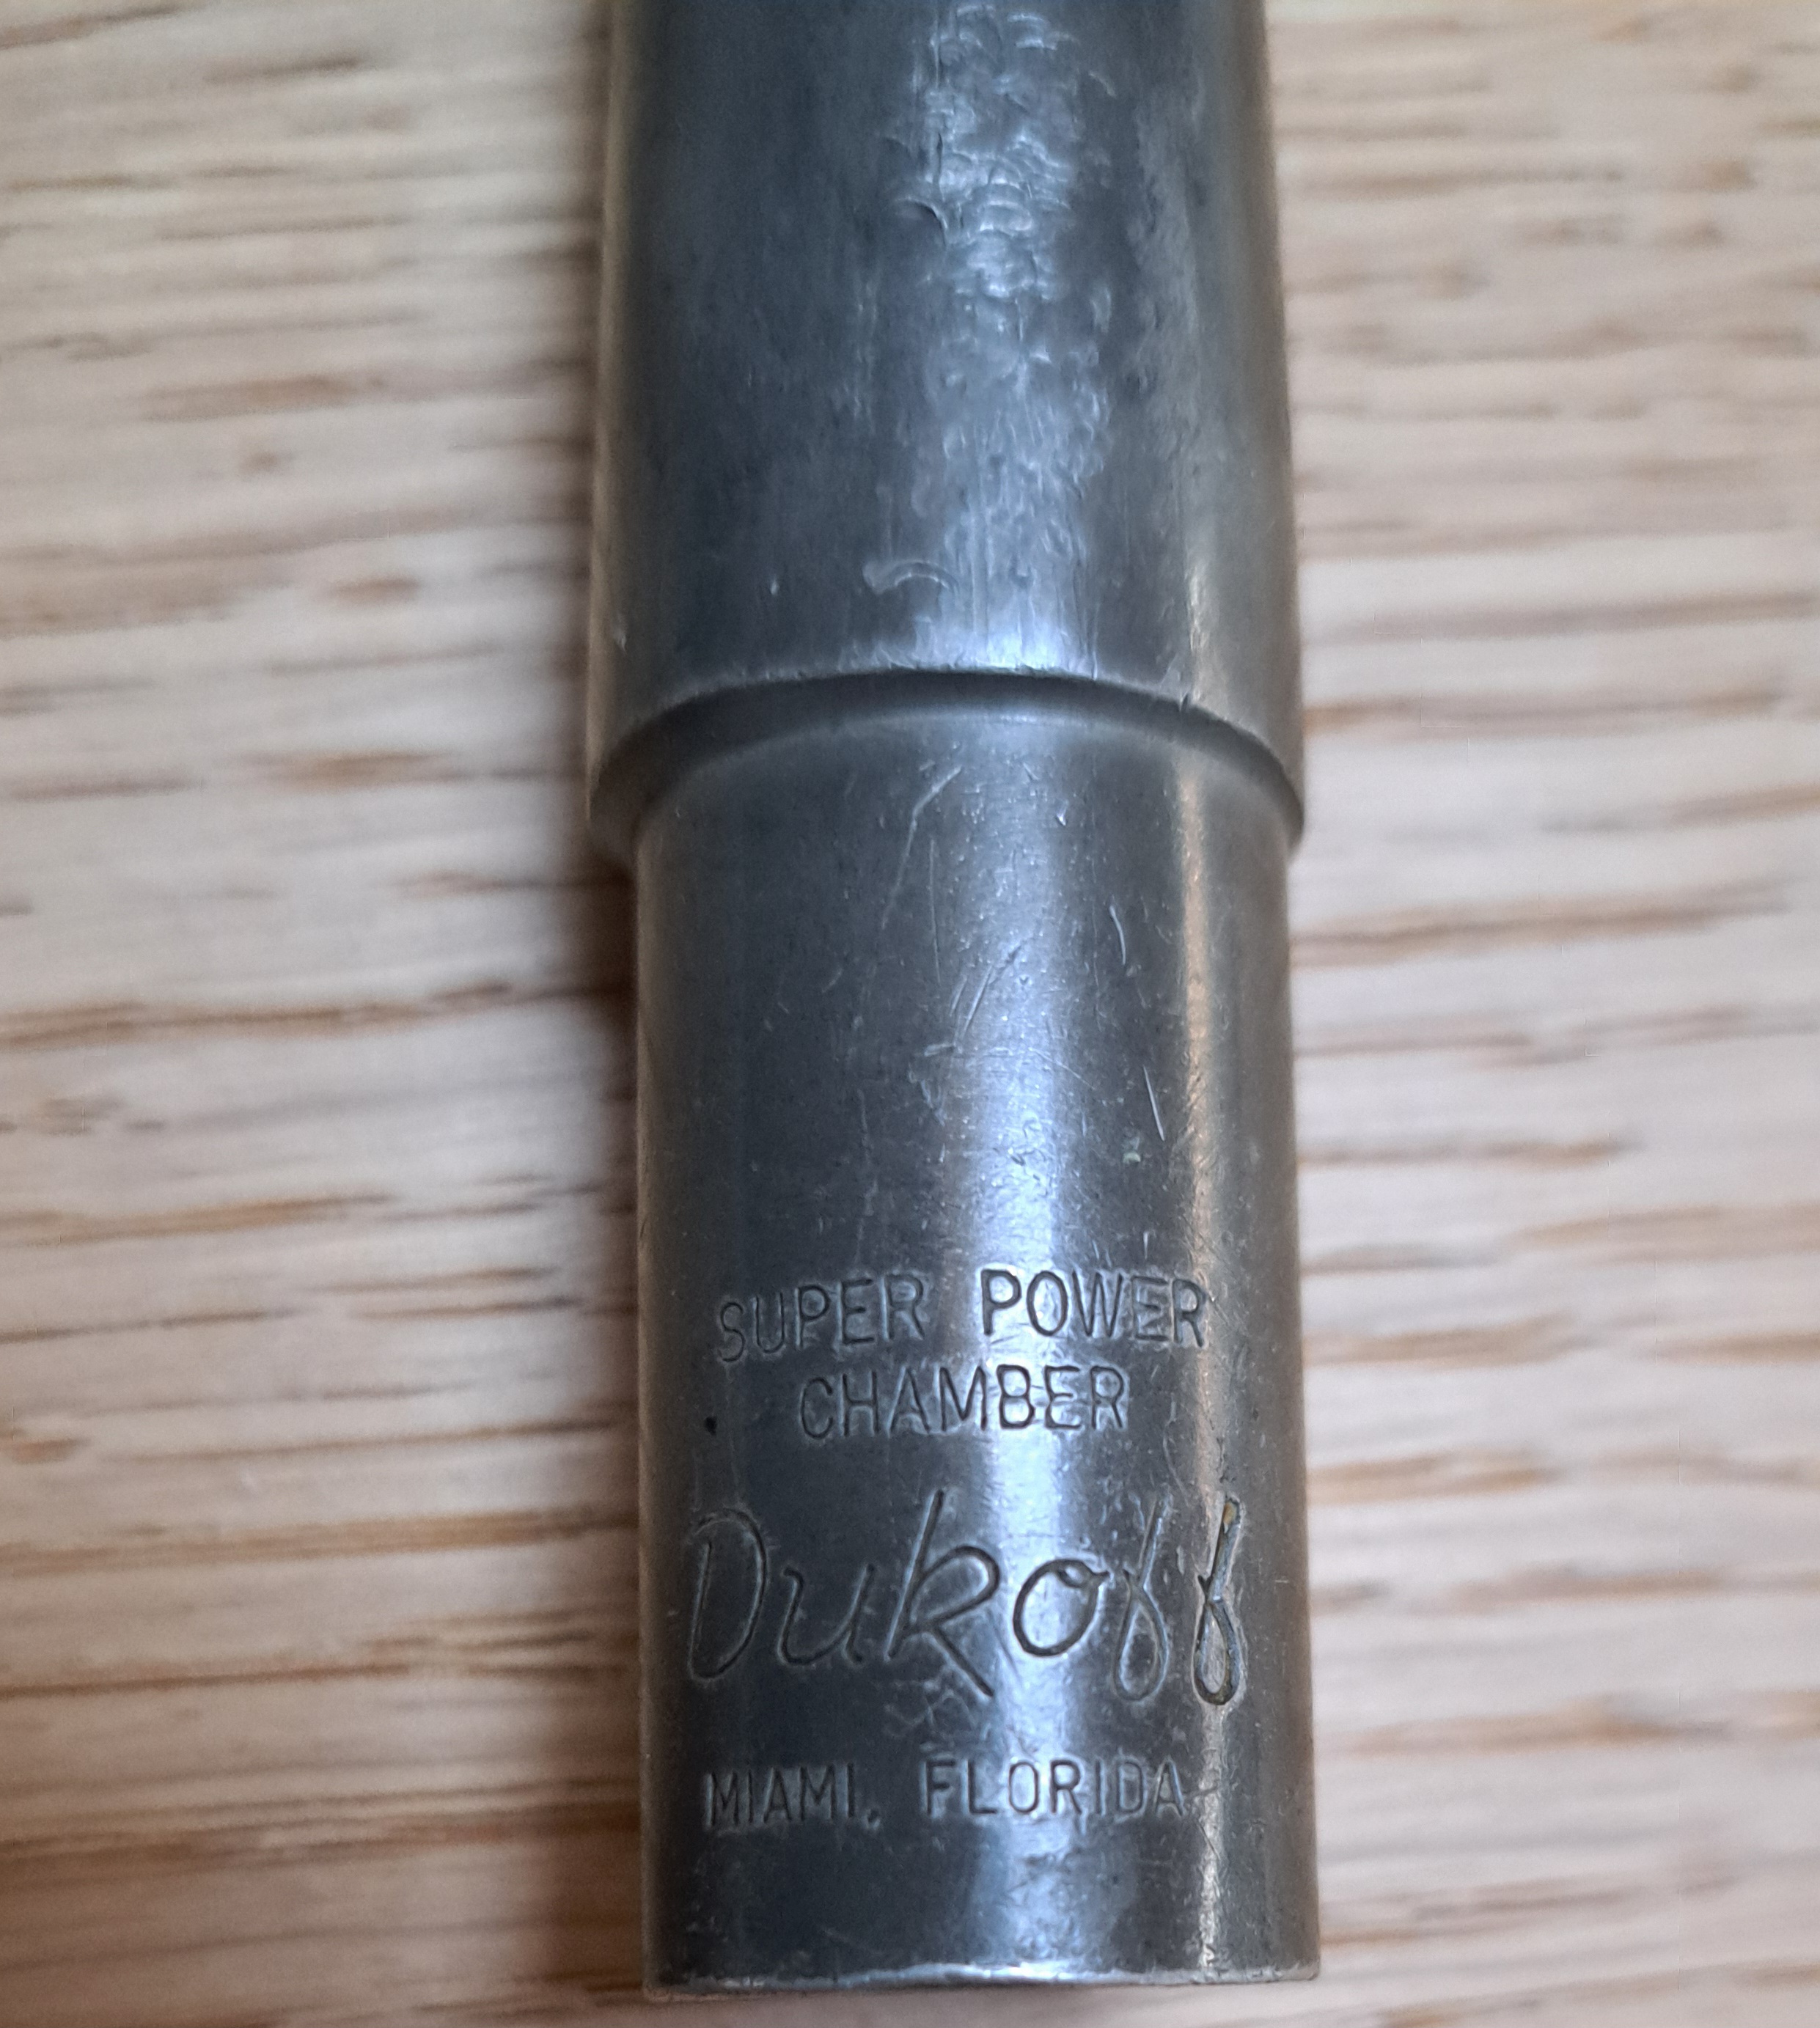 SUPER POWER
CHAMBER
Dukoff
MIAMI, FLORIDA